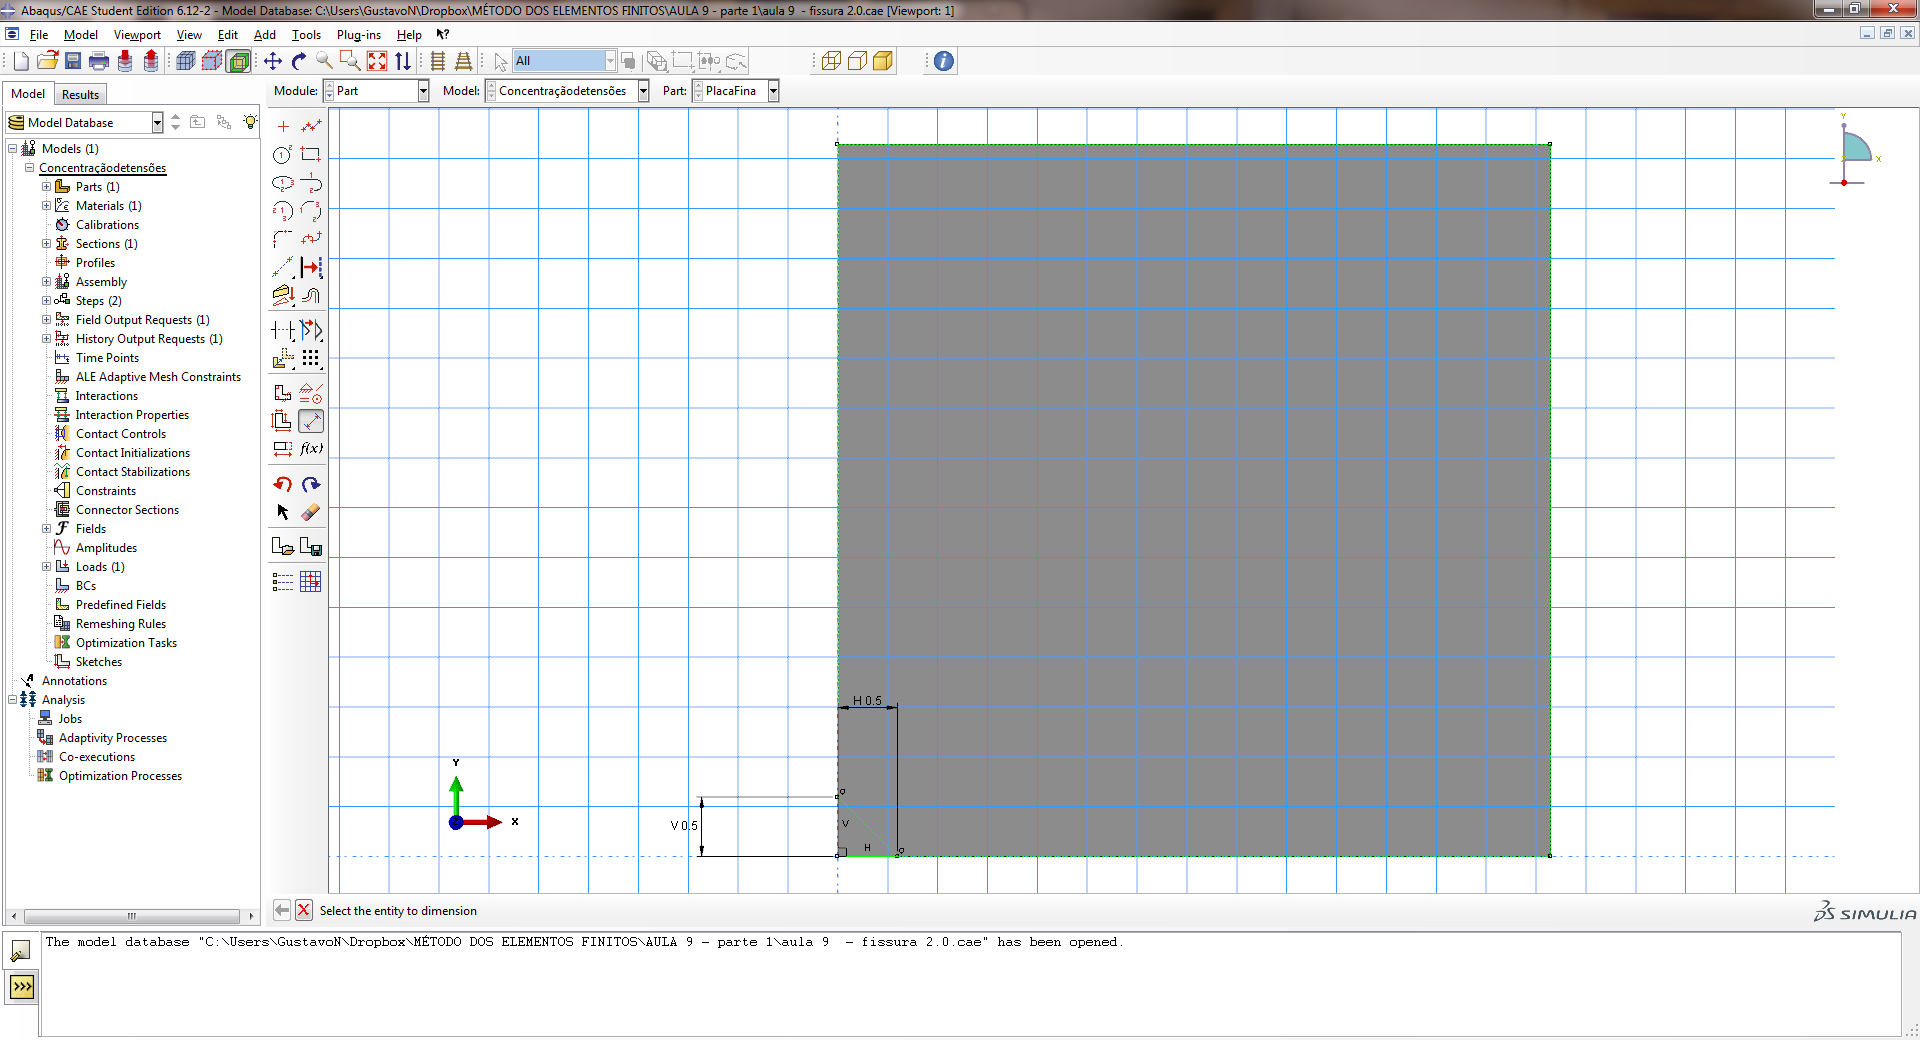 Abaqus/CAE Student Edition 6.12-2 - Model Database: C:\Users\GustavoN\Dropbox\MÉTODO DOS ELEMENTOS FINITOS\AULA 9 - parte 1\aula 9  - fissura 2.0.cae [Viewport: 1]
File Model Viewport View Edit Add Tools Plug-ins Help
All
Model Results
Module: Part Model: Concentraçãodetensões Part: PlacaFina
Model Database
Models (1)
Concentraçãodetensões
Parts (1)
Materials (1)
Calibrations
Sections (1)
Profiles
Assembly
Steps (2)
Field Output Requests (1)
History Output Requests (1)
Time Points
ALE Adaptive Mesh Constraints
Interactions
Interaction Properties
Contact Controls
Contact Initializations
Contact Stabilizations
Constraints
Connector Sections
Fields
Amplitudes
Loads (1)
BCs
Predefined Fields
Remeshing Rules
Optimization Tasks
Sketches
Annotations
Analysis
Jobs
Adaptivity Processes
Co-executions
Optimization Processes
f(x)
Y
X
H 0.5
V 0.5
V
H
Y
X
Select the entity to dimension
SIMULIA
The model database "C:\Users\GustavoN\Dropbox\MÉTODO DOS ELEMENTOS FINITOS\AULA 9 - parte 1\aula 9  - fissura 2.0.cae" has been opened.
>>>